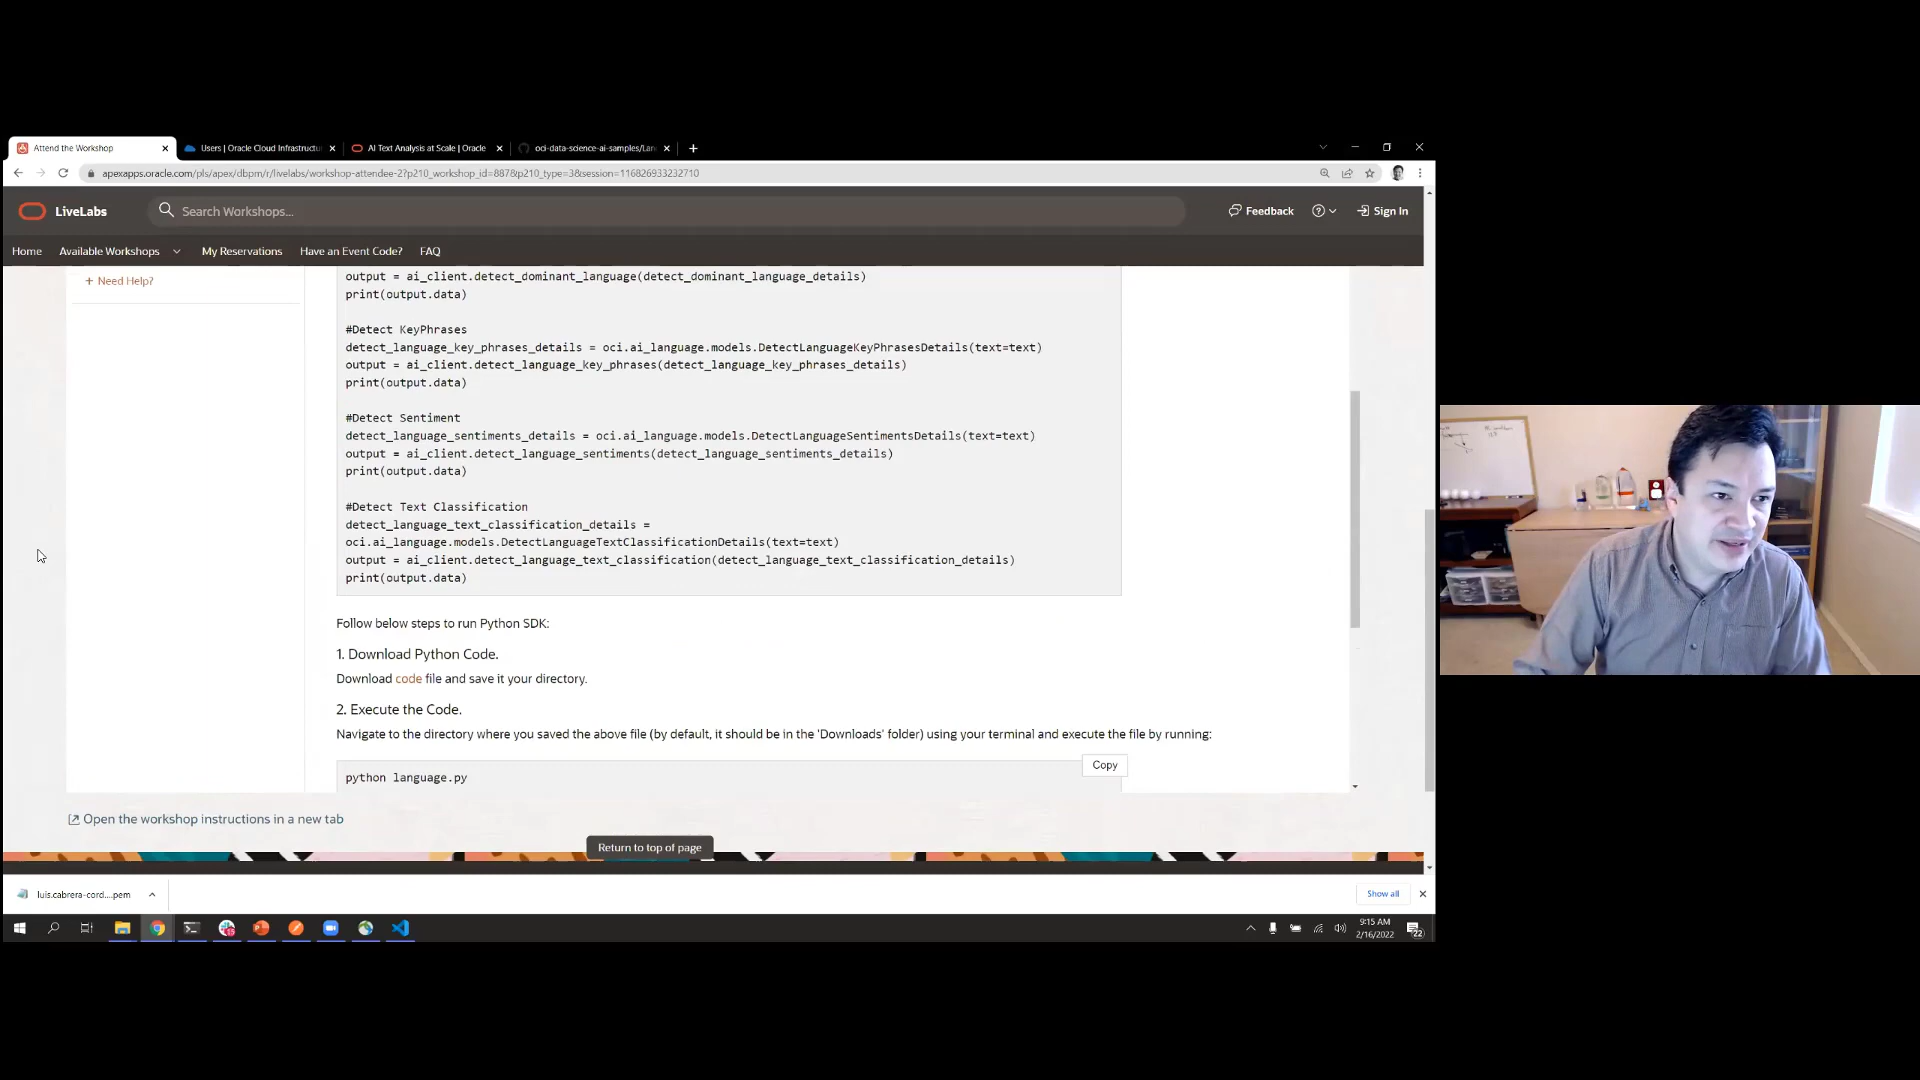 Attend the Workshop
Users | Oracle Cloud Infrastructu
AI Text Analysis at Scale | Oracle
oci-data-science-ai-samples/Lan
apexapps.oracle.com/pls/apex/dbpm/r/livelabs/workshop-attendee-2?p210_workshop_id=887&p210_type=3&session=116826933232710
LiveLabs
Search Workshops...
Feedback
Sign In
Home
Available Workshops
My Reservations
Have an Event Code?
FAQ
+ Need Help?
output = ai_client.detect_dominant_language(detect_dominant_language_details)
print(output.data)
#Detect KeyPhrases
detect_language_key_phrases_details = oci.ai_language.models.DetectLanguageKeyPhrasesDetails(text=text)
output = ai_client.detect_language_key_phrases(detect_language_key_phrases_details)
print(output.data)
#Detect Sentiment
detect_language_sentiments_details = oci.ai_language.models.DetectLanguageSentimentsDetails(text=text)
output = ai_client.detect_language_sentiments(detect_language_sentiments_details)
print(output.data)
#Detect Text Classification
detect_language_text_classification_details =
oci.ai_language.models.DetectLanguageTextClassificationDetails(text=text)
output = ai_client.detect_language_text_classification(detect_language_text_classification_details)
print(output.data)
Follow below steps to run Python SDK:
1. Download Python Code.
Download code file and save it your directory.
2. Execute the Code.
Navigate to the directory where you saved the above file (by default, it should be in the 'Downloads' folder) using your terminal and execute the file by running:
Copy
python language.py
Open the workshop instructions in a new tab
Return to top of page
luis.cabrera-cord....pem
Show all
9:15 AM
2/16/2022
22